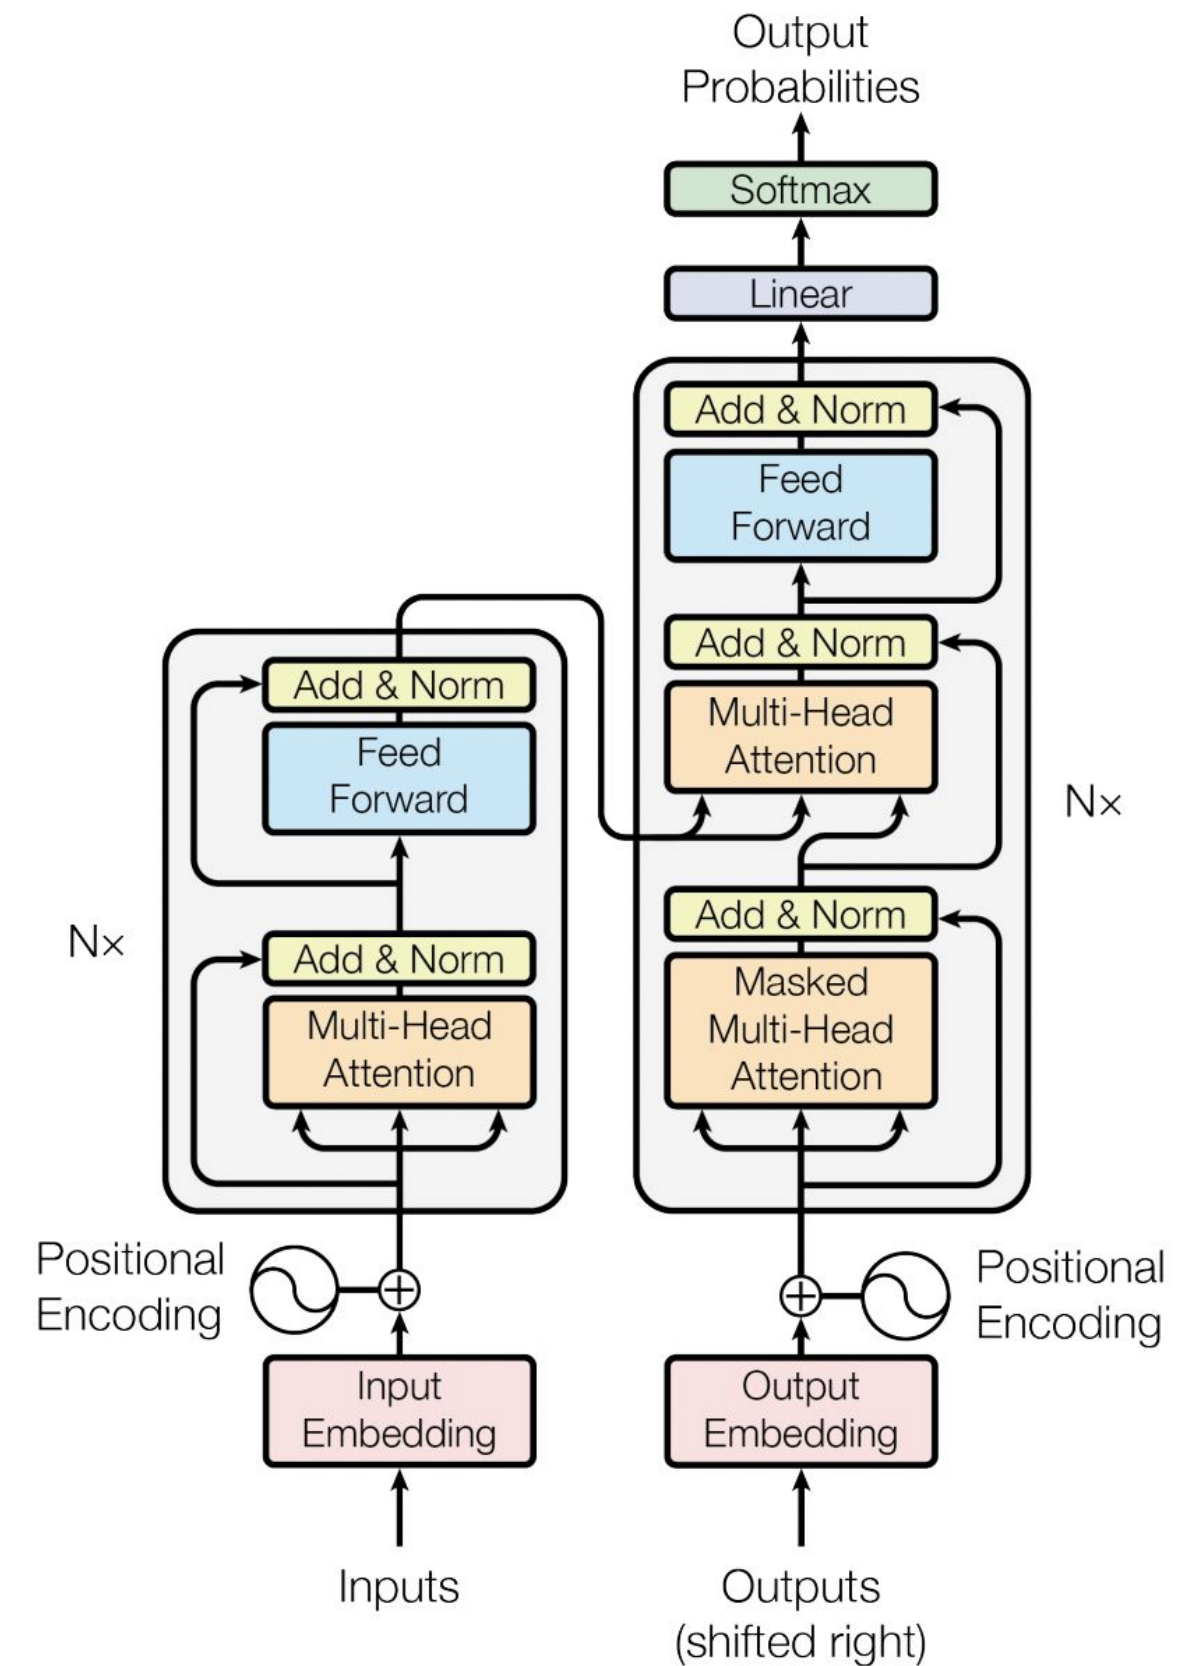 Output
Probabilities
Softmax
Linear
Add & Norm
Feed
Forward
Add & Norm
Multi-Head
Attention
Nx
Add & Norm
Masked
Multi-Head
Attention
Add & Norm
Feed
Forward
Nx
Add & Norm
Multi-Head
Attention
Positional
Encoding
Positional
Encoding
Input
Embedding
Output
Embedding
Inputs
Outputs
(shifted right)